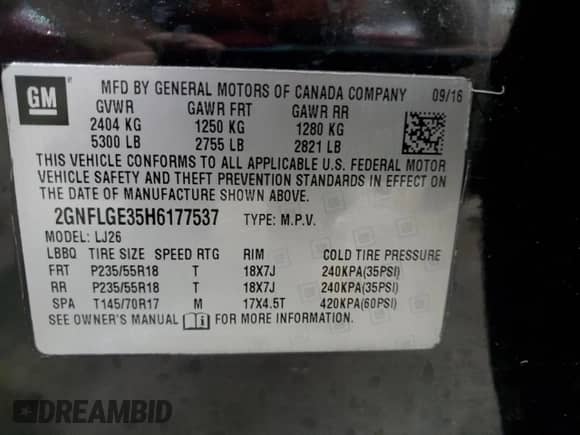 GM
MFD BY GENERAL MOTORS OF CANADA COMPANY 09/16
GVWR GAWR FRT GAWR RR
2404 KG 1250 KG 1280 KG
5300 LB 2755 LB 2821 LB
THIS VEHICLE CONFORMS TO ALL APPLICABLE U.S. FEDERAL MOTOR
VEHICLE SAFETY AND THEFT PREVENTION STANDARDS IN EFFECT ON
THE DATE OF MANUFACTURE SHOWN ABOVE.
2GNFLGE35H6177537 TYPE: M.P.V.
MODEL: LJ26
LBBQ TIRE SIZE SPEED RTG RIM COLD TIRE PRESSURE
FRT P235/55R18 T 18X7J 240KPA(35PSI)
RR P235/55R18 T 18X7J 240KPA(35PSI)
SPA T145/70R17 M 17X4.5T 420KPA(60PSI)
SEE OWNER'S MANUAL FOR MORE INFORMATION.
DREAMBID